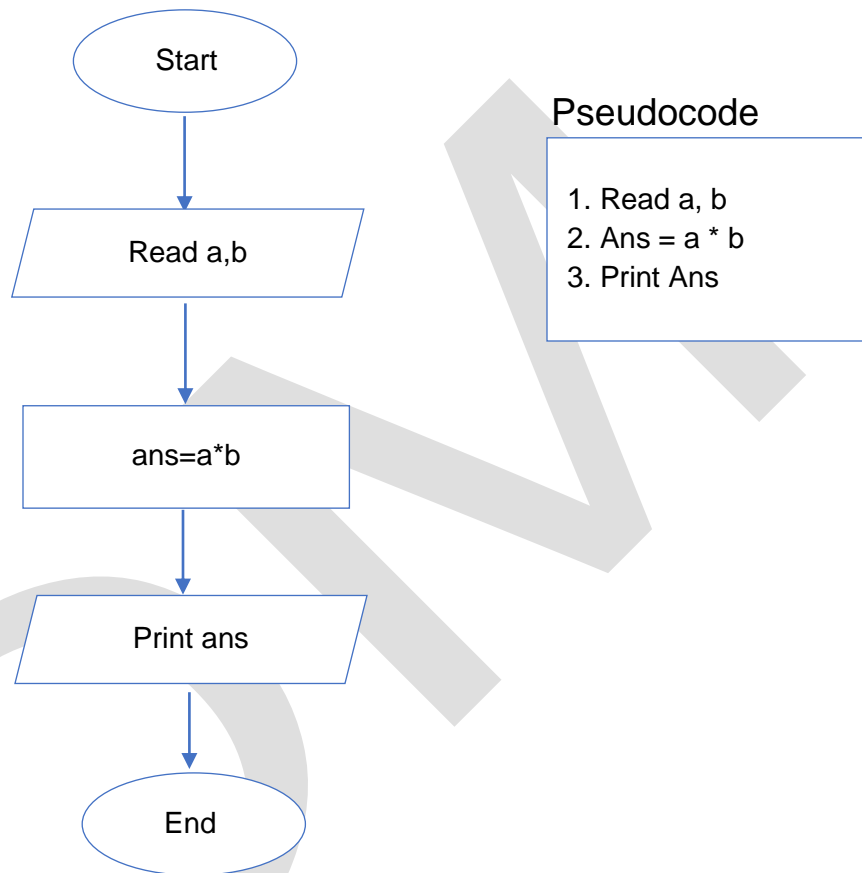 Start
Read a,b
ans=a*b
Print ans
End
Pseudocode
1. Read a, b
2. Ans = a * b
3. Print Ans